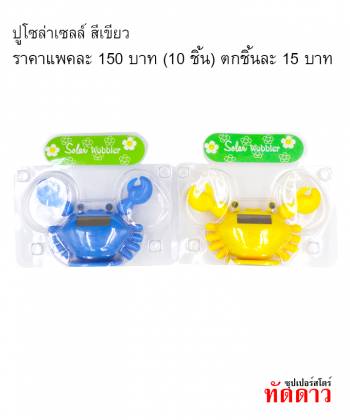 ปูโซล่าเซลล์ สีเขียว
ราคาแพคละ 150 บาท (10 ชิ้น) ตกชิ้นละ 15 บาท
Solar Wobbler
Solar Wobbler
ซุปเปอร์สโตร์
ทัดดาว